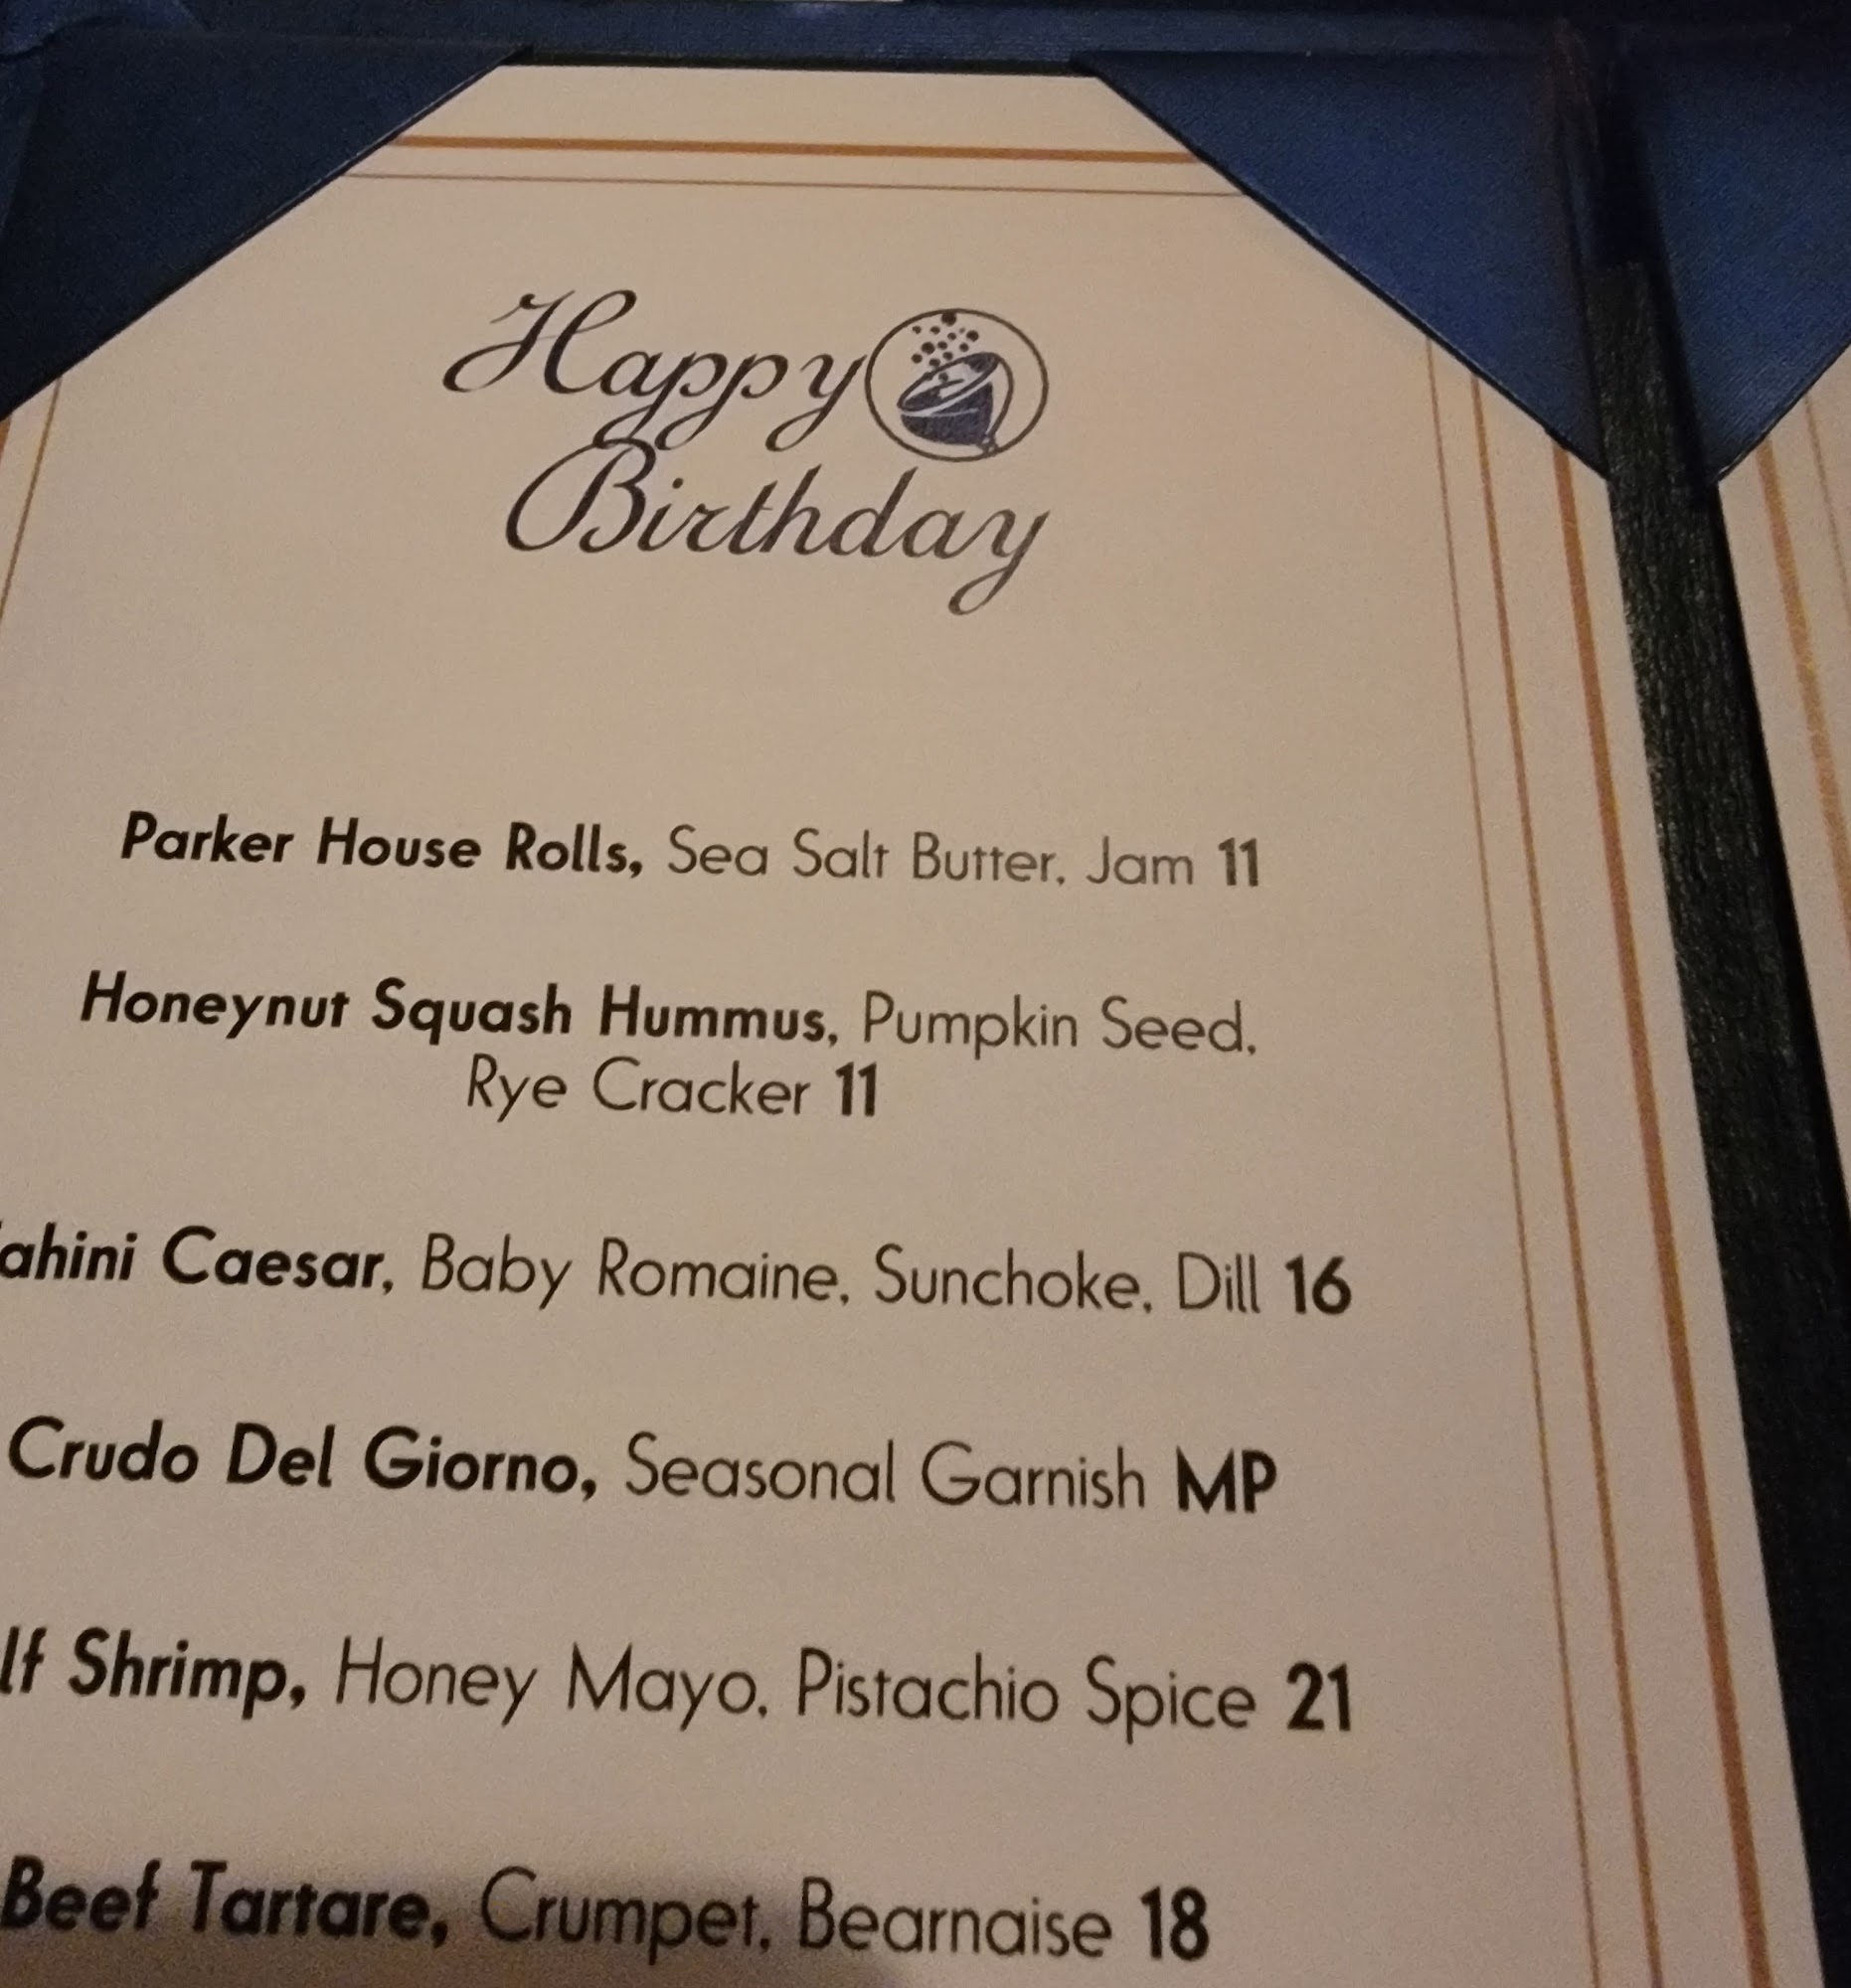 Happy
Birthday
Parker House Rolls, Sea Salt Butter, Jam 11
Honeynut Squash Hummus, Pumpkin Seed,
Rye Cracker 11
ahini Caesar, Baby Romaine, Sunchoke, Dill 16
Crudo Del Giorno, Seasonal Garnish MP
lf Shrimp, Honey Mayo, Pistachio Spice 21
Beef Tartare, Crumpet, Bearnaise 18